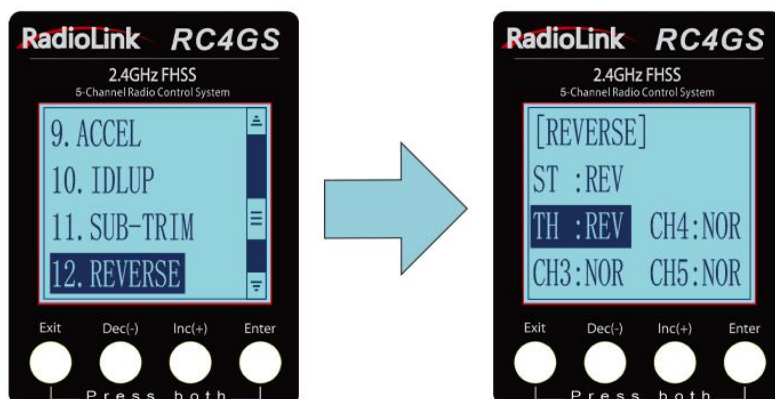 RadioLink RC4GS
2.4GHz FHSS
5-Channel Radio Control System
9. ACCEL
10. IDLUP
11. SUB-TRIM
12. REVERSE
Exit Dec(-) Inc(+) Enter
Press both
RadioLink RC4GS
2.4GHz FHSS
5-Channel Radio Control System
[REVERSE]
ST :REV
TH :REV CH4:NOR
CH3:NOR CH5:NOR
Exit Dec(-) Inc(+) Enter
Press both